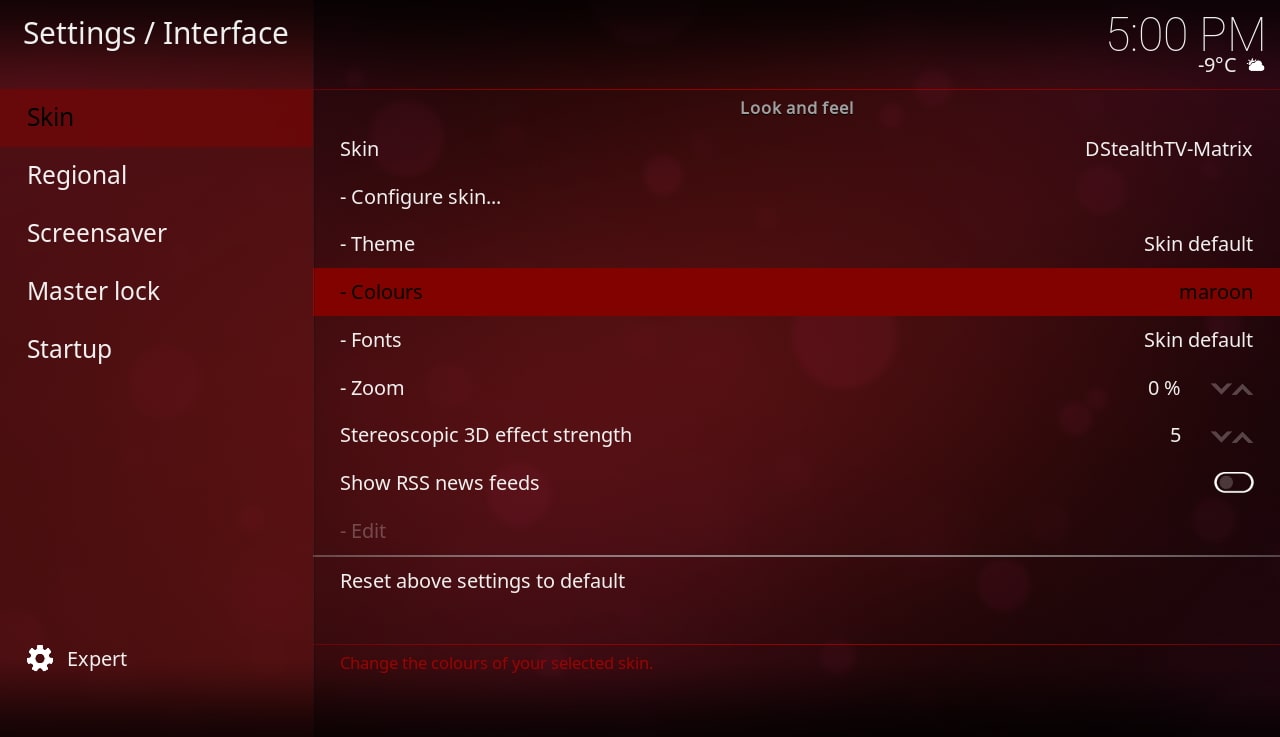 Settings / Interface
5:00 PM
-9°C
Skin
Regional
Screensaver
Master lock
Startup
Expert
Look and feel
Skin DStealthTV-Matrix
- Configure skin...
- Theme Skin default
- Colours maroon
- Fonts Skin default
- Zoom 0 %
Stereoscopic 3D effect strength 5
Show RSS news feeds
- Edit
Reset above settings to default
Change the colours of your selected skin.